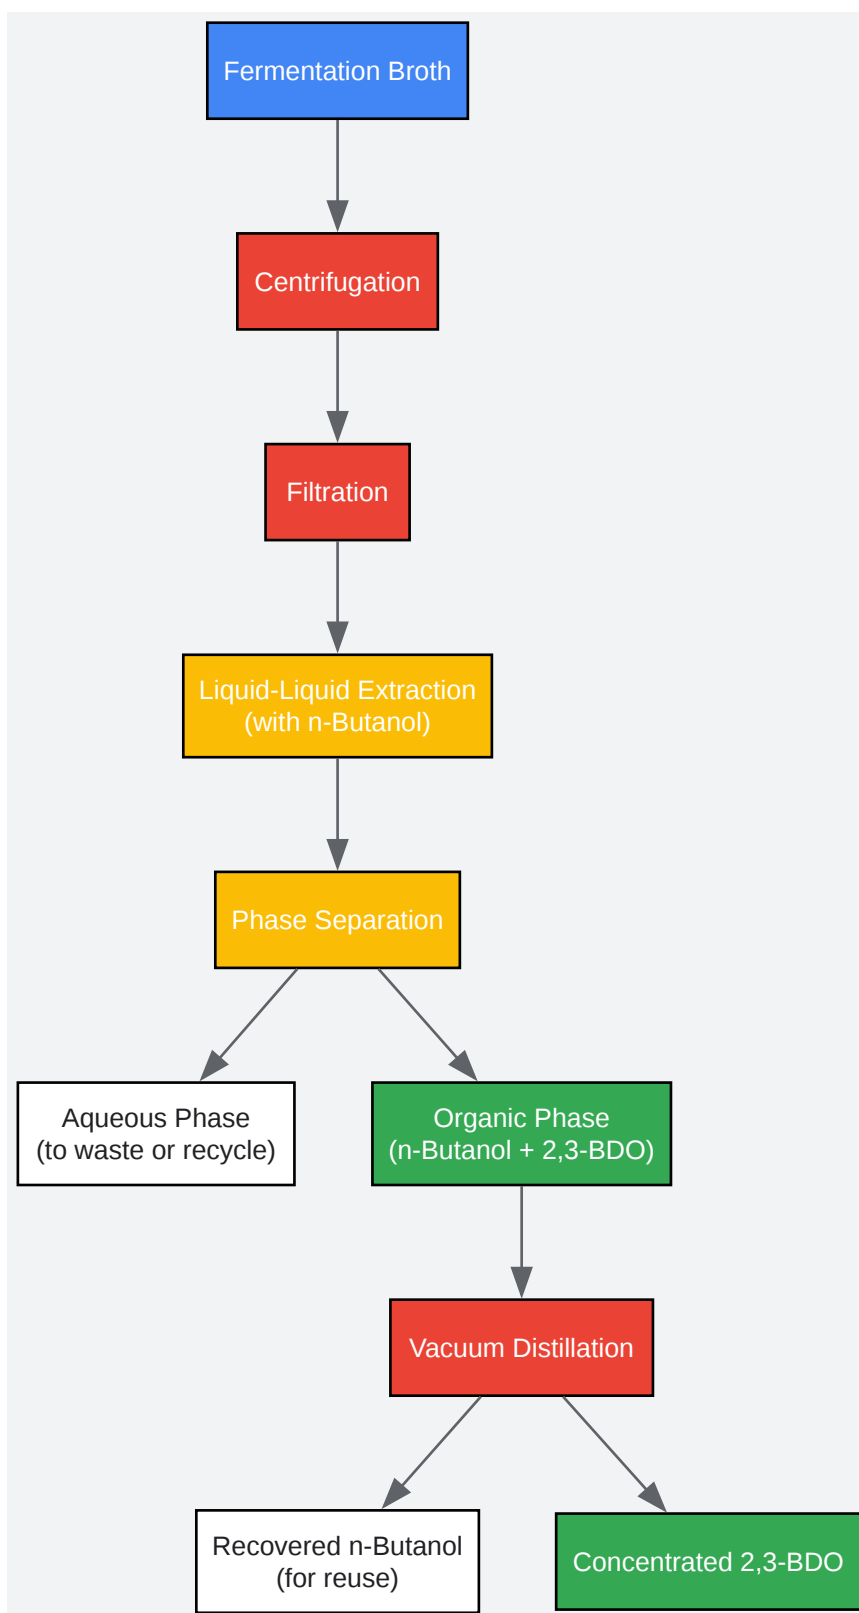 Fermentation Broth
Centrifugation
Filtration
Liquid-Liquid Extraction
(with n-Butanol)
Phase Separation
Aqueous Phase
(to waste or recycle)
Organic Phase
(n-Butanol + 2,3-BDO)
Vacuum Distillation
Recovered n-Butanol
(for reuse)
Concentrated 2,3-BDO